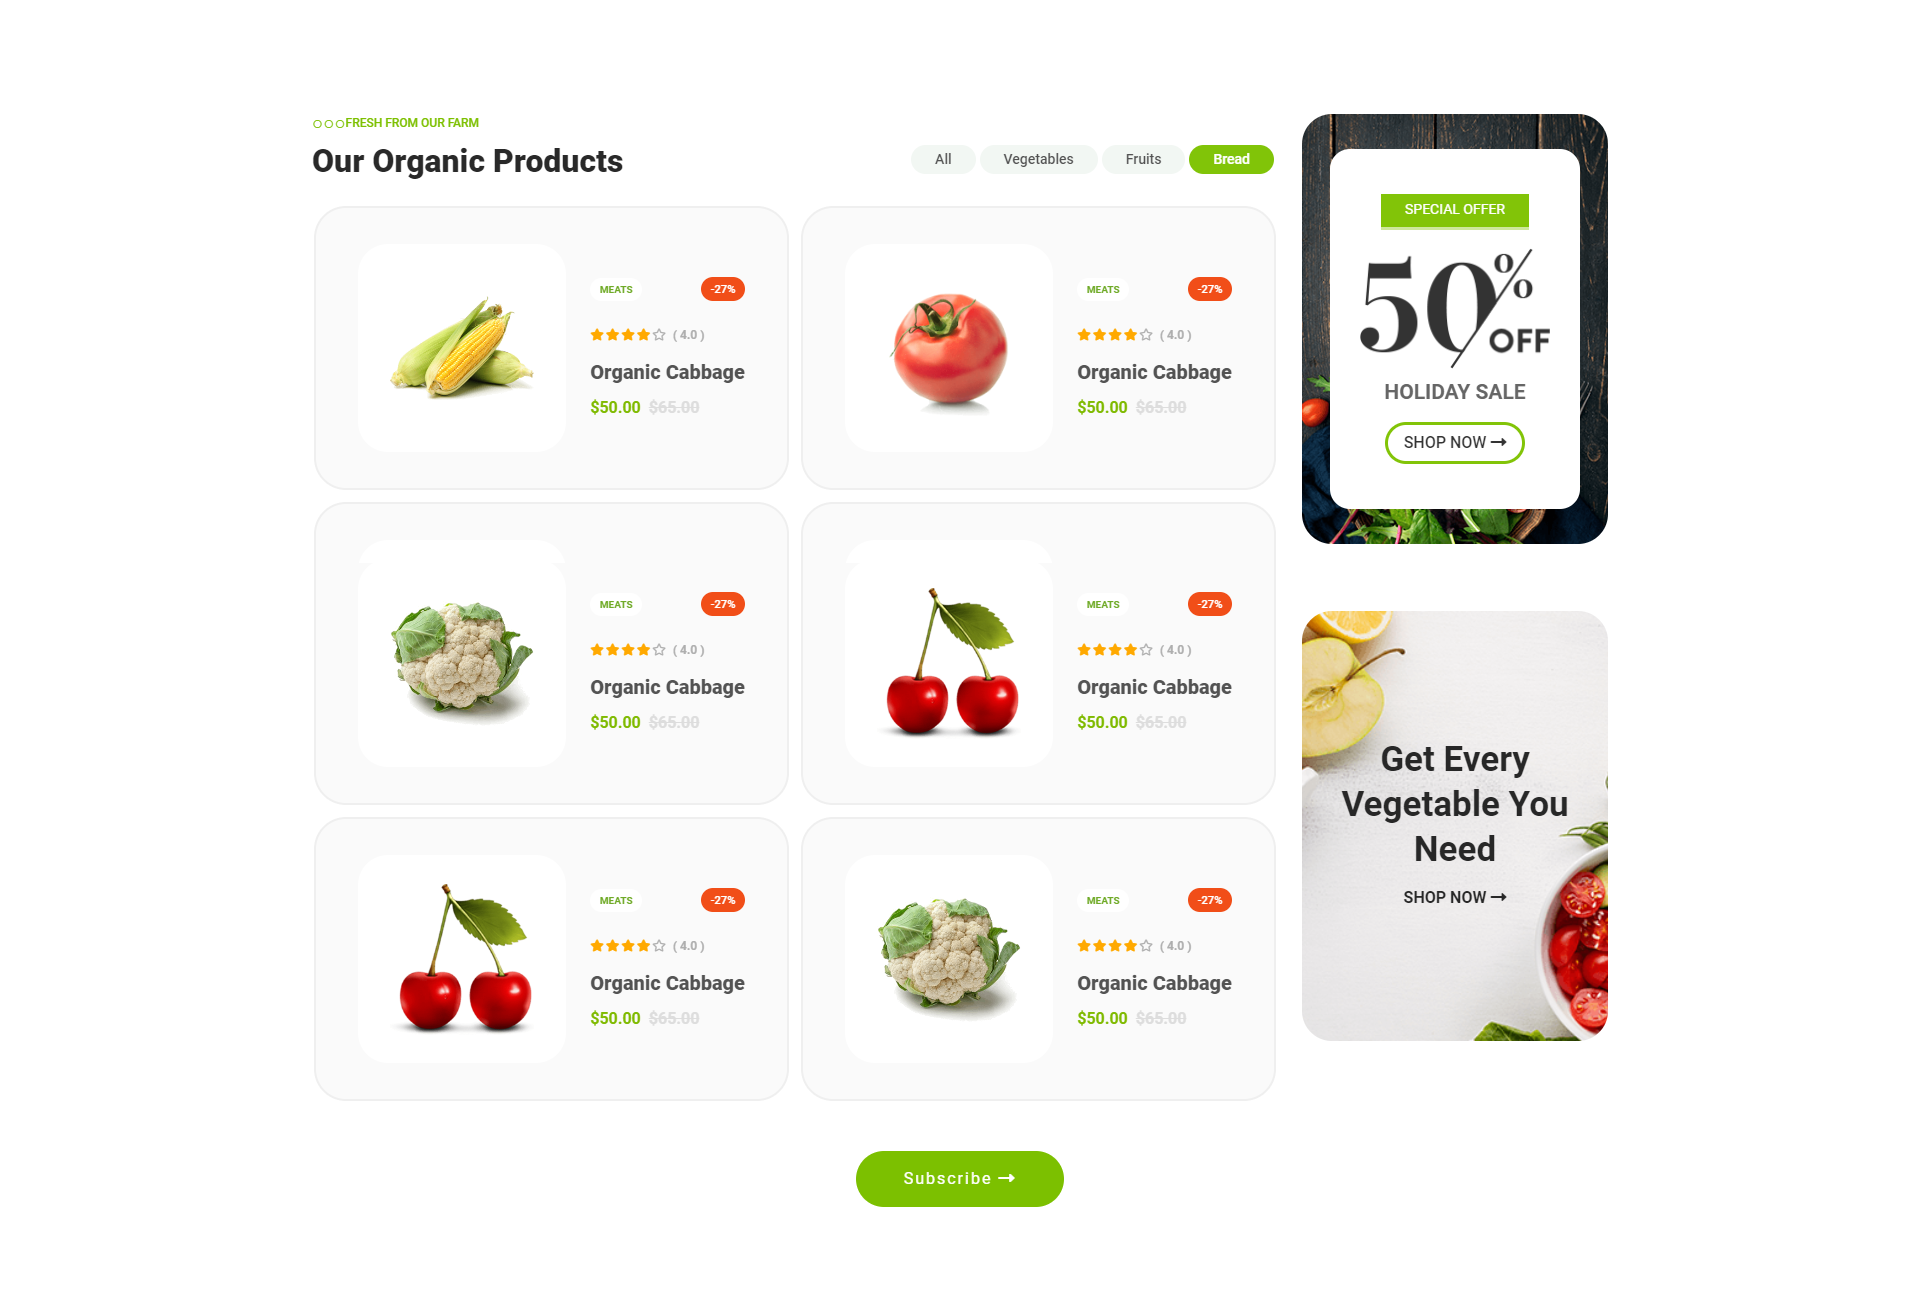 FRESH FROM OUR FARM
Our Organic Products
All
Vegetables
Fruits
Bread
MEATS
-27%
( 4.0 )
Organic Cabbage
$50.00 $65.00
MEATS
-27%
( 4.0 )
Organic Cabbage
$50.00 $65.00
MEATS
-27%
( 4.0 )
Organic Cabbage
$50.00 $65.00
MEATS
-27%
( 4.0 )
Organic Cabbage
$50.00 $65.00
MEATS
-27%
( 4.0 )
Organic Cabbage
$50.00 $65.00
MEATS
-27%
( 4.0 )
Organic Cabbage
$50.00 $65.00
SPECIAL OFFER
50%
OFF
HOLIDAY SALE
SHOP NOW
Get Every
Vegetable You
Need
SHOP NOW
Subscribe